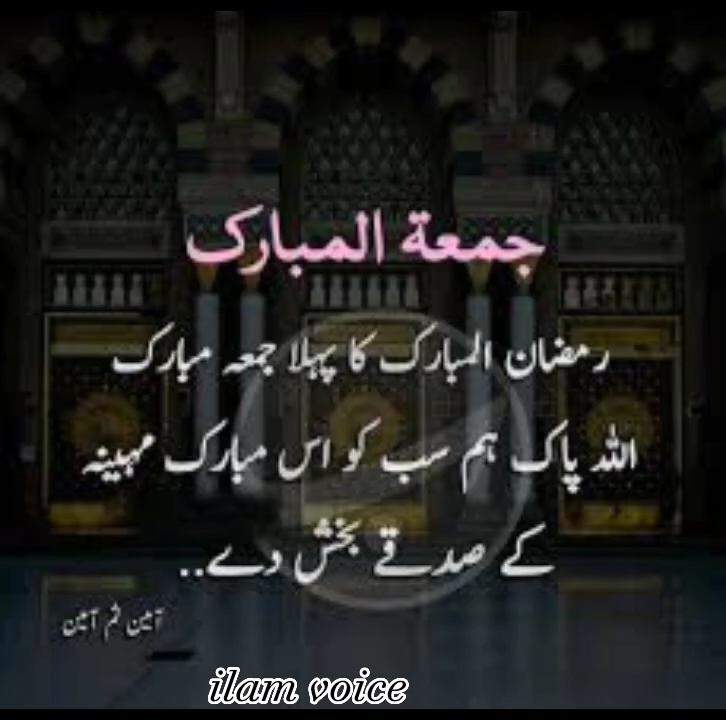 جمعة المبارک
رمضان المبارک کا پہلا جمعہ مبارک
اللہ پاک ہم سب کو اس مبارک مہینہ
کے صدقے بخش دے..
آمین ثم آمین
ilam voice